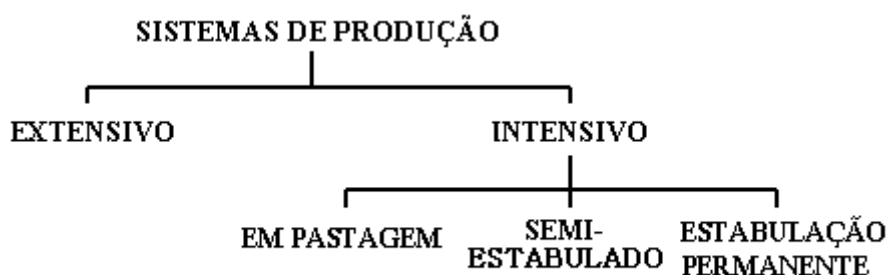 SISTEMAS DE PRODUÇÃO
EXTENSIVO
INTENSIVO
EM PASTAGEM
SEMI-
ESTABULADO
ESTABULAÇÃO
PERMANENTE